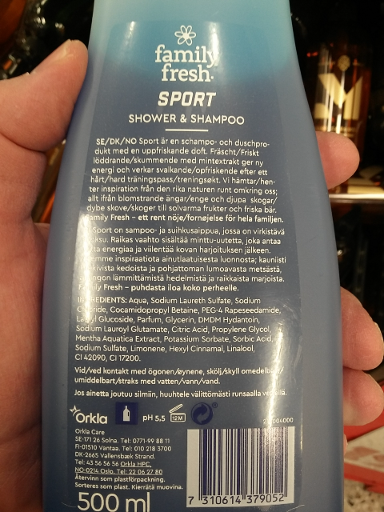 family
fresh
SPORT
SHOWER & SHAMPOO
SE/DK/NO Sport är en schampo- och duschpro-
dukt med en uppfriskande doft. Fräscht/Friskt
löddrande/skummende med mintextract ger ny
energi och verkar svalkande/opfriskende efter ett
hårt/hard träningspass/treningsøkt. Vi hämtar/hen-
ter inspiration från den rika naturen runt omkring oss;
allt ifrån blomstrande ängar/enge och djupa skogar/
dybe skove/skoger till solvarma frukter och friska bär.
Family Fresh - ett rent nöje/fornøjelse för hela familjen.
Sport on sampoo- ja suihkusaippua, jossa on virkistävä
tuoksu. Raikas vaahto sisältää minttu-uutetta, joka antaa
uutta energiaa ja viilentää kovan harjoituksen jälkeen.
inspiraatiota ainutlaatuisesta luonnosta; kauniisti
kedoista ja pohjattoman lumoavasta metsästä,
auringon lämmittämistä hedelmistä ja raikkaista marjoista.
Family Fresh - puhdasta iloa koko perheelle.
INGREDIENTS: Aqua, Sodium Laureth Sulfate, Sodium
Chloride, Cocamidopropyl Betaine, PEG-4 Rapeseedamide,
Lauryl Glucoside, Parfum, Glycerin, DMDM Hydantoin,
Sodium Lauroyl Glutamate, Citric Acid, Propylene Glycol,
Mentha Aquatica Extract, Potassium Sorbate, Sorbic Acid,
Sodium Sulfate, Limonene, Hexyl Cinnamal, Linalool,
CI 42090, CI 17200.
Vid/ved kontakt med ögonen/øynene, skölj/skyll omedelbart/
umiddelbart/straks med vatten/vann/vand.
Jos ainetta joutuu silmiin, huuhtele välittömästi runsaalla vedellä.
Orkla
pH 5.5
12M
Orkla Care
SE-171 26 Solna. Tel: 0771-99 88 11
FI-01510 Vantaa. Tel: 010 218 3700
DK-2665 Vallensbæk Strand.
Tel: 43 56 56 56 Orkla HPC,
NO-0214 Oslo. Tel: 22 06 27 80
Återvinn som plastförpackning.
Sorteres som plast. Kierrätä muovina.
500 ml
7 310614 379052